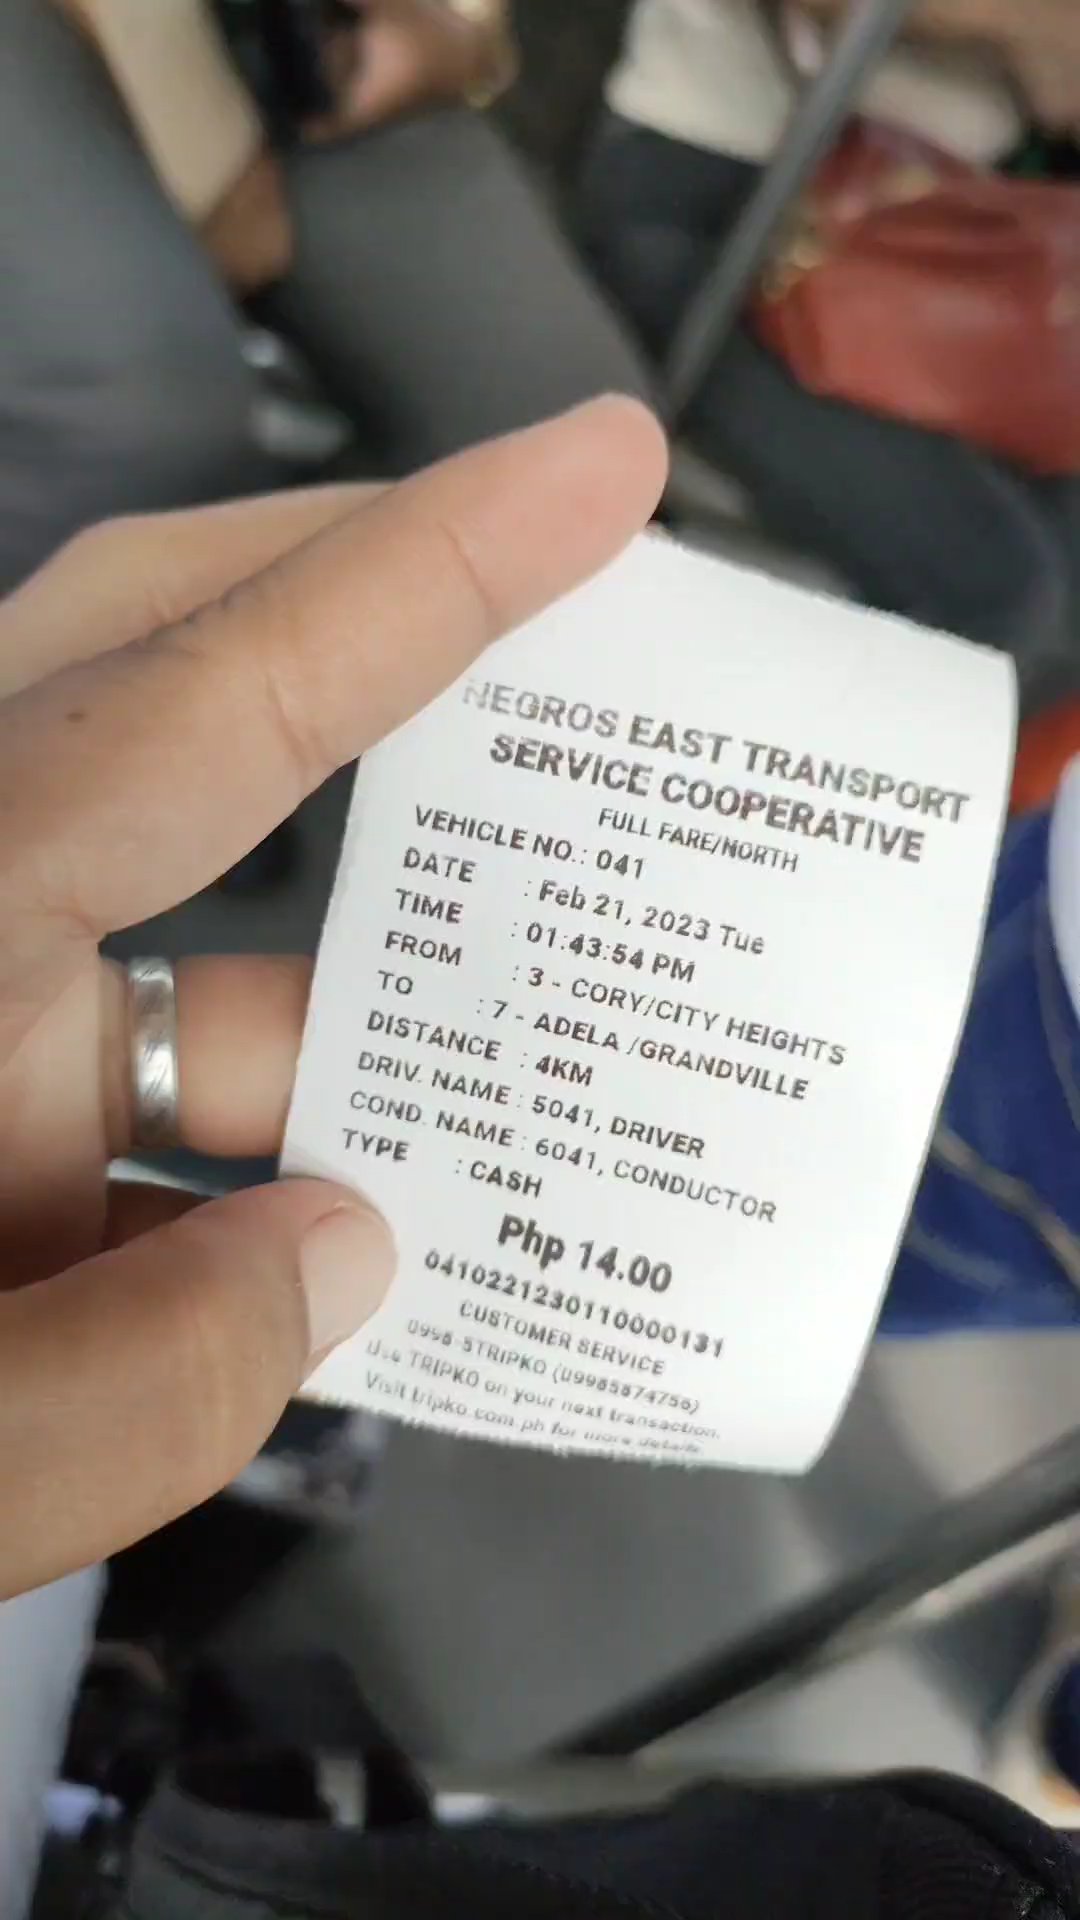 NEGROS EAST TRANSPORT
SERVICE COOPERATIVE
FULL FARE/NORTH
VEHICLE NO.: 041
DATE : Feb 21, 2023 Tue
TIME : 01:43:54 PM
FROM : 3 - CORY/CITY HEIGHTS
TO : 7 - ADELA /GRANDVILLE
DISTANCE : 4KM
DRIV. NAME : 5041, DRIVER
COND. NAME : 6041, CONDUCTOR
TYPE : CASH
Php 14.00
0410221230110000131
CUSTOMER SERVICE
0998-5TRIPKO (09985874756)
Use TRIPKO on your next transaction.
Visit tripko.com.ph for more details